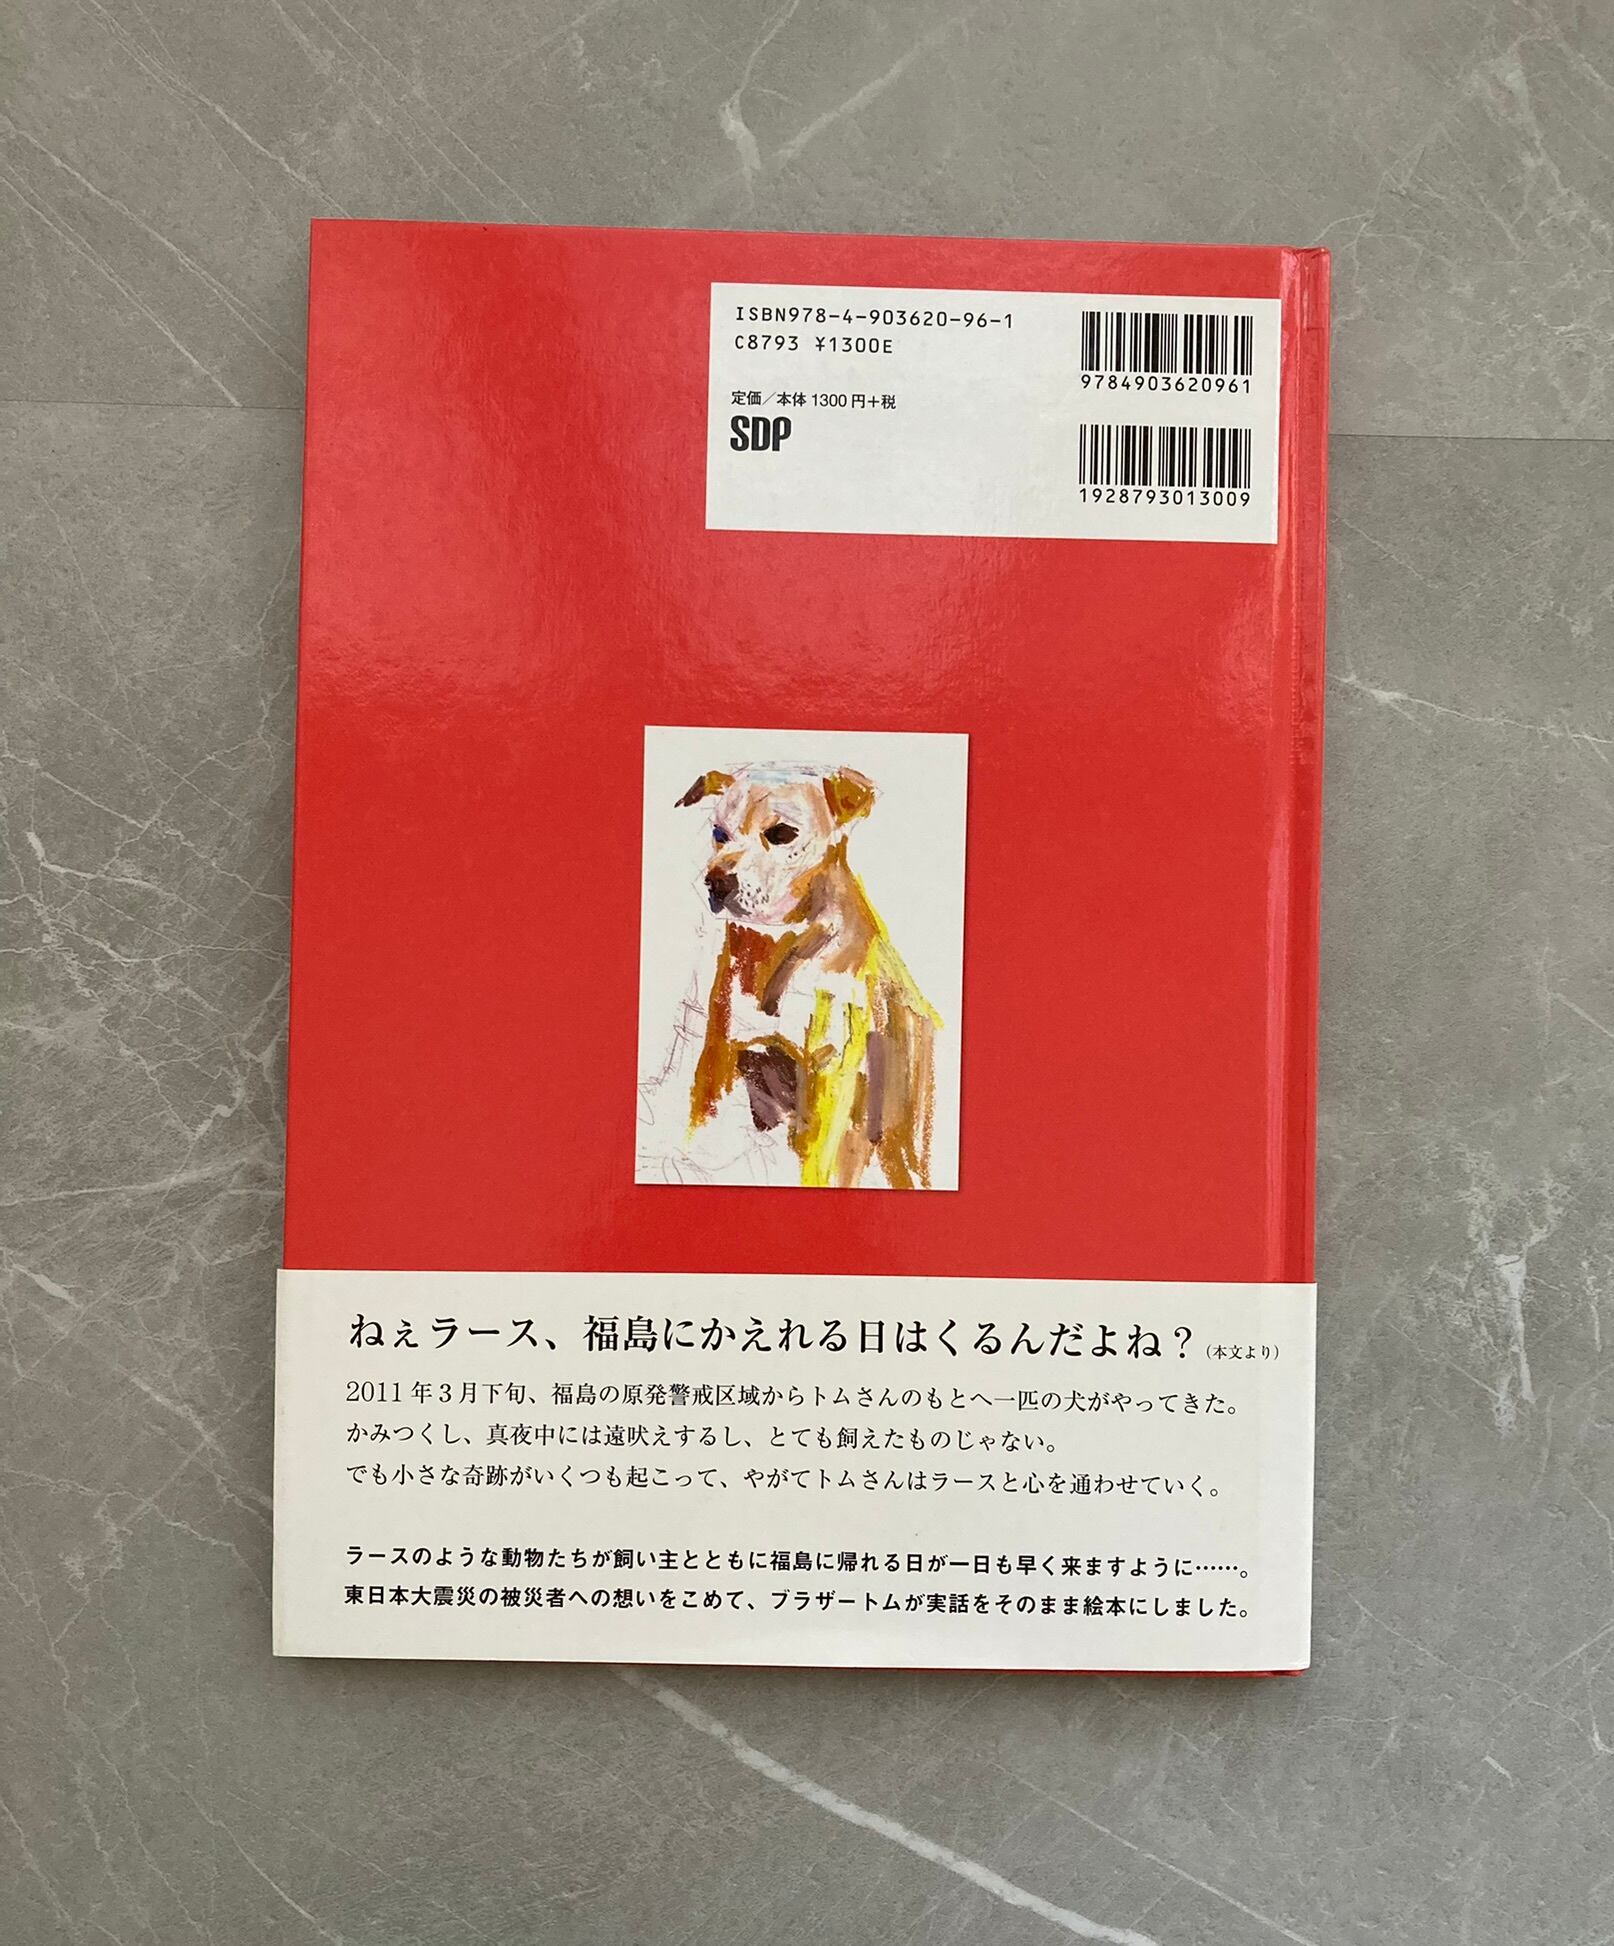 ISBN978-4-903620-96-1
C8793 ¥1300E
9784903620961
定価／本体1300円＋税
SDP
1928793013009
ねぇラース、福島にかえれる日はくるんだよね？（本文より）
2011年3月下旬、福島の原発警戒区域からトムさんのもとへ一匹の犬がやってきた。
かみつくし、真夜中には遠吠えするし、とても飼えたものじゃない。
でも小さな奇跡がいくつも起こって、やがてトムさんはラースと心を通わせていく。
ラースのような動物たちが飼い主とともに福島に帰れる日が一日も早く来ますように……。
東日本大震災の被災者への想いをこめて、ブラザートムが実話をそのまま絵本にしました。